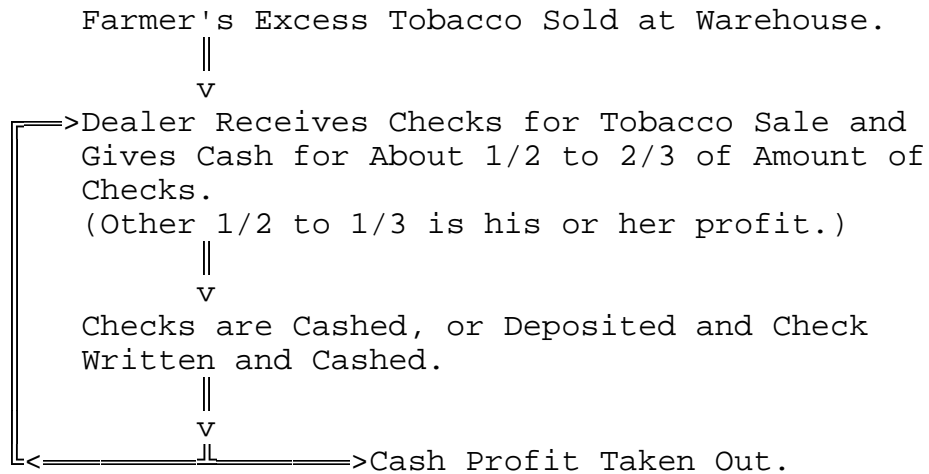 Farmer's Excess Tobacco Sold at Warehouse.
║
v
╔══>Dealer Receives Checks for Tobacco Sale and
Gives Cash for About 1/2 to 2/3 of Amount of
Checks.
(Other 1/2 to 1/3 is his or her profit.)
║
v
Checks are Cashed, or Deposited and Check
Written and Cashed.
║
v
╚<═══════╩══════>Cash Profit Taken Out.